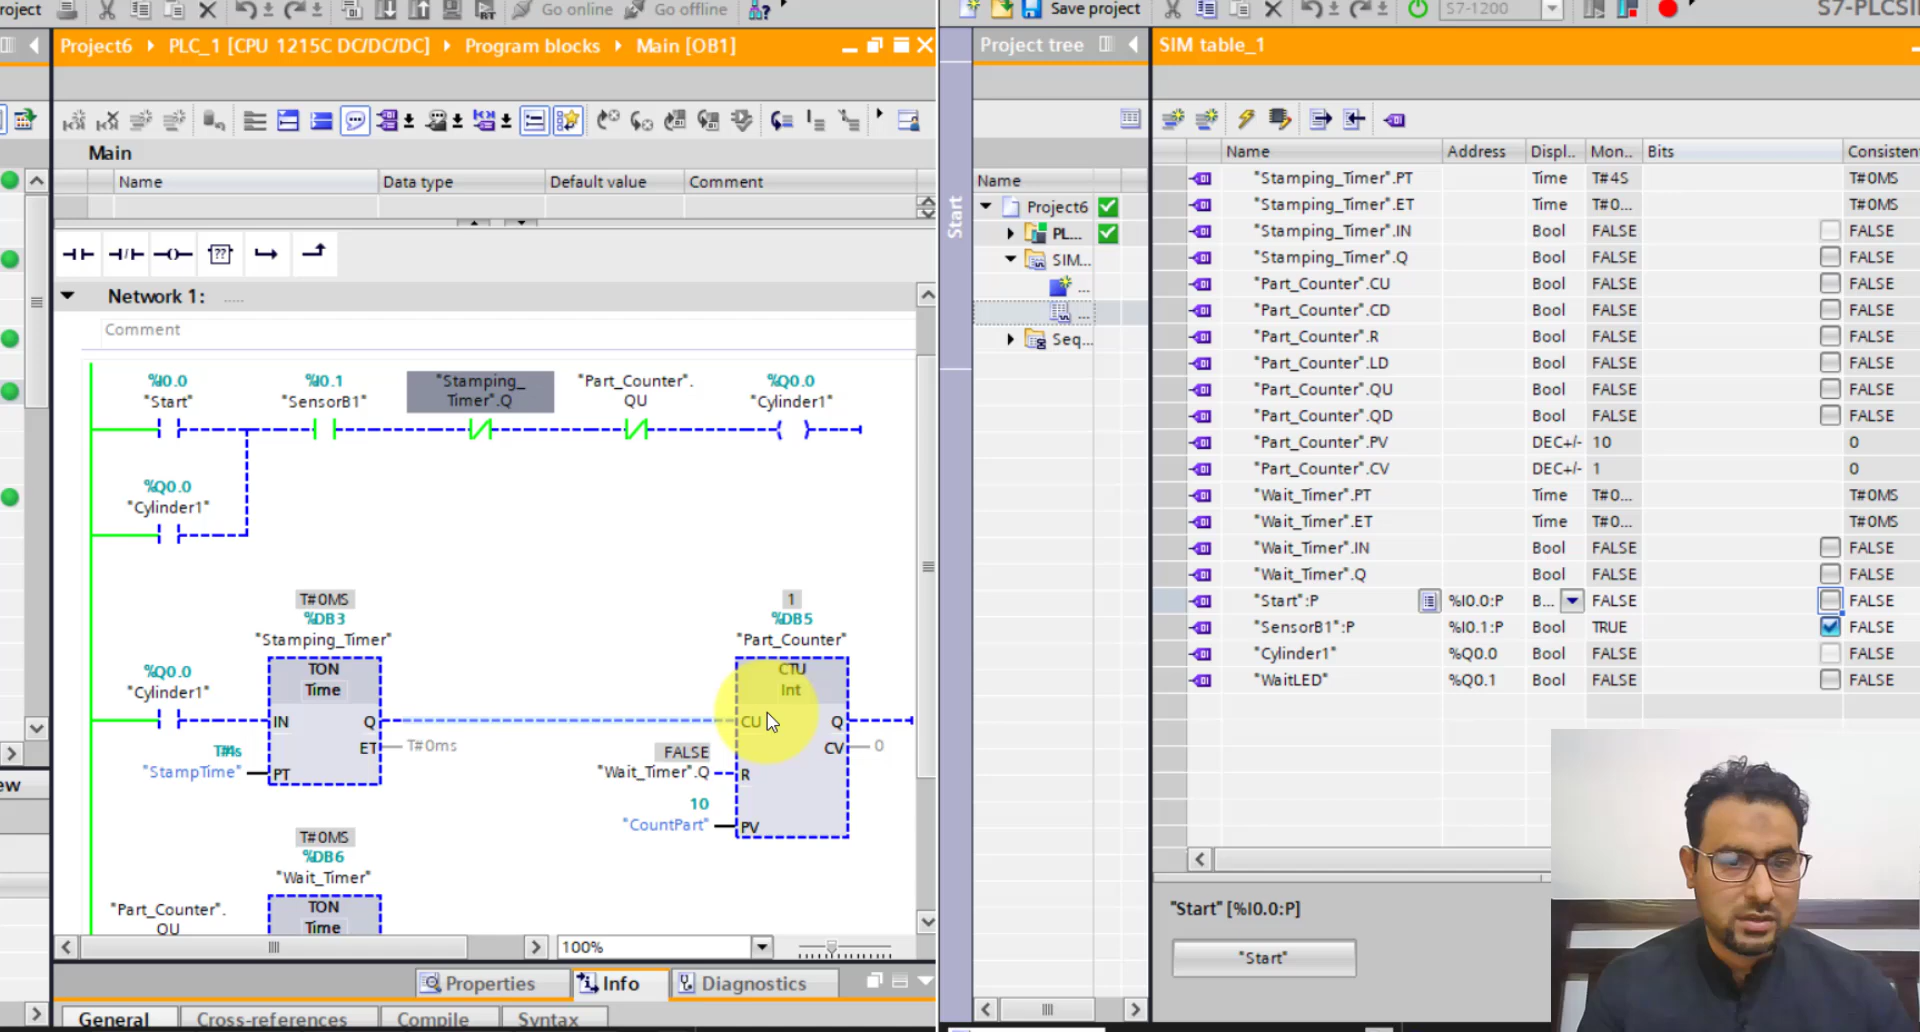 roject
Go online
Go offline
Save project
S7-1200
S7-PLCSI
Project6 ▸ PLC_1 [CPU 1215C DC/DC/DC] ▸ Program blocks ▸ Main [OB1]
Project tree
SIM table_1
Main
Name Data type Default value Comment
Network 1: .....
Comment
%I0.0 %I0.1 "Stamping_ "Part_Counter". %Q0.0
"Start" "SensorB1" Timer".Q QU "Cylinder1"
%Q0.0
"Cylinder1"
T#0MS 1
%DB3 %DB5
"Stamping_Timer" "Part_Counter"
%Q0.0 TON CTU
"Cylinder1" Time Int
IN Q CU Q
ET T#0ms CV 0
T#4s FALSE
"StampTime" PT "Wait_Timer".Q R
10
"CountPart" PV
T#0MS
%DB6
"Wait_Timer"
"Part_Counter". TON
QU Time
100%
Properties Info Diagnostics
General Cross-references Compile Syntax
ew
Start
Name
Project6
PL...
SIM...
...
...
Seq...
Name Address Displ.. Mon.. Bits Consistent
"Stamping_Timer".PT Time T#4S T#0MS
"Stamping_Timer".ET Time T#0... T#0MS
"Stamping_Timer".IN Bool FALSE FALSE
"Stamping_Timer".Q Bool FALSE FALSE
"Part_Counter".CU Bool FALSE FALSE
"Part_Counter".CD Bool FALSE FALSE
"Part_Counter".R Bool FALSE FALSE
"Part_Counter".LD Bool FALSE FALSE
"Part_Counter".QU Bool FALSE FALSE
"Part_Counter".QD Bool FALSE FALSE
"Part_Counter".PV DEC+/- 10 0
"Part_Counter".CV DEC+/- 1 0
"Wait_Timer".PT Time T#0... T#0MS
"Wait_Timer".ET Time T#0... T#0MS
"Wait_Timer".IN Bool FALSE FALSE
"Wait_Timer".Q Bool FALSE FALSE
"Start":P %I0.0:P B... FALSE FALSE
"SensorB1":P %I0.1:P Bool TRUE FALSE
"Cylinder1" %Q0.0 Bool FALSE FALSE
"WaitLED" %Q0.1 Bool FALSE FALSE
"Start" [%I0.0:P]
"Start"